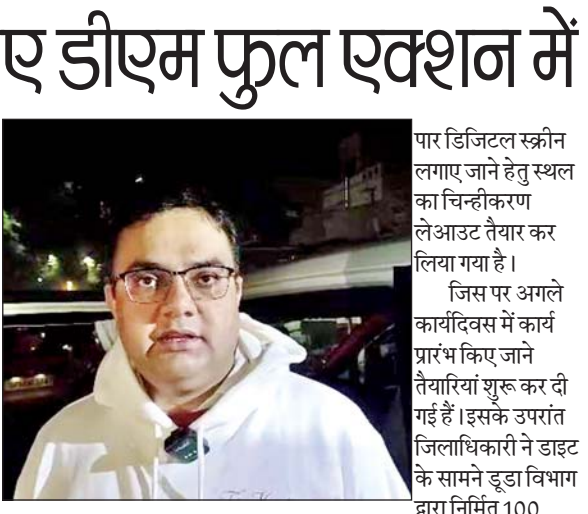 ए डीएम फुल एक्शन में
पार डिजिटल स्क्रीन
लगाए जाने हेतु स्थल
का चिन्हीकरण
लेआउट तैयार कर
लिया गया है।
जिस पर अगले
कार्यदिवस में कार्य
प्रारंभ किए जाने
तैयारियां शुरू कर दी
गई हैं।इसके उपरांत
जिलाधिकारी ने डाइट
के सामने डूडा विभाग
द्वारा निर्मित 100